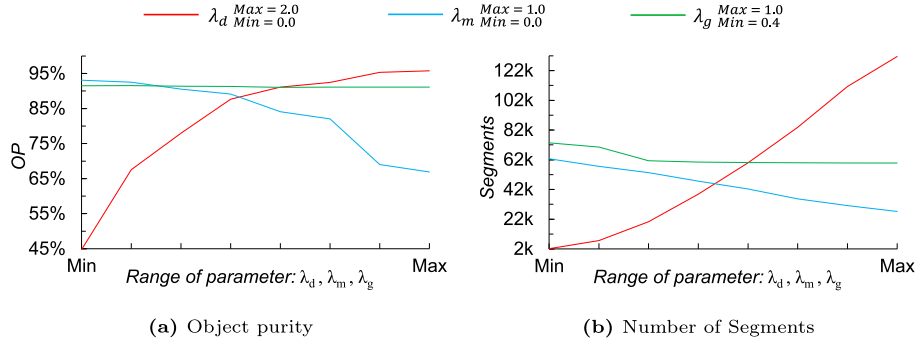 λd Max = 2.0 Min = 0.0 λm Max = 1.0 Min = 0.0 λg Max = 1.0 Min = 0.4
OP
95%
85%
75%
65%
55%
45%
Min Max
Range of parameter: λd , λm , λg
(a) Object purity
Segments
122k
102k
82k
62k
42k
22k
2k
Min Max
Range of parameter: λd , λm , λg
(b) Number of Segments